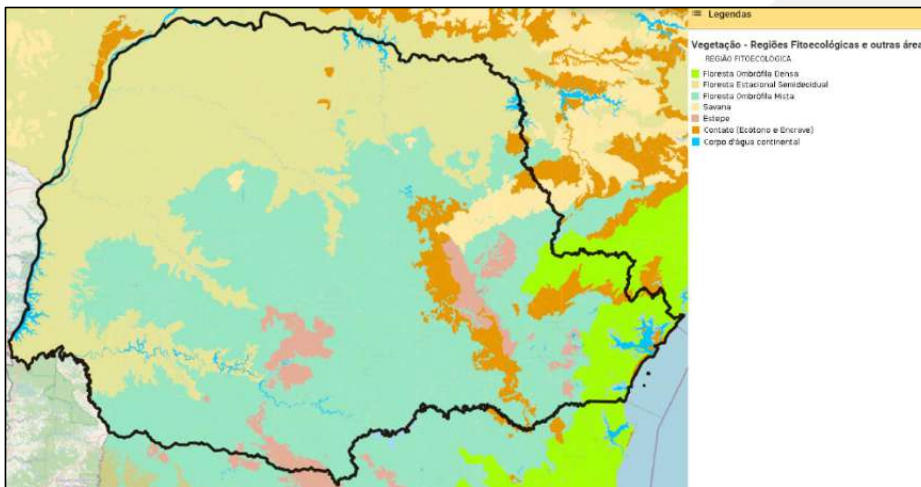 Legendas
Vegetação - Regiões Fitoecológicas e outras área
REGIÃO FITOECOLÓGICA
Floresta Ombrófila Densa
Floresta Estacional Semidecidual
Floresta Ombrófila Mista
Savana
Estepe
Contato (Ecótono e Encrave)
Corpo d'água continental